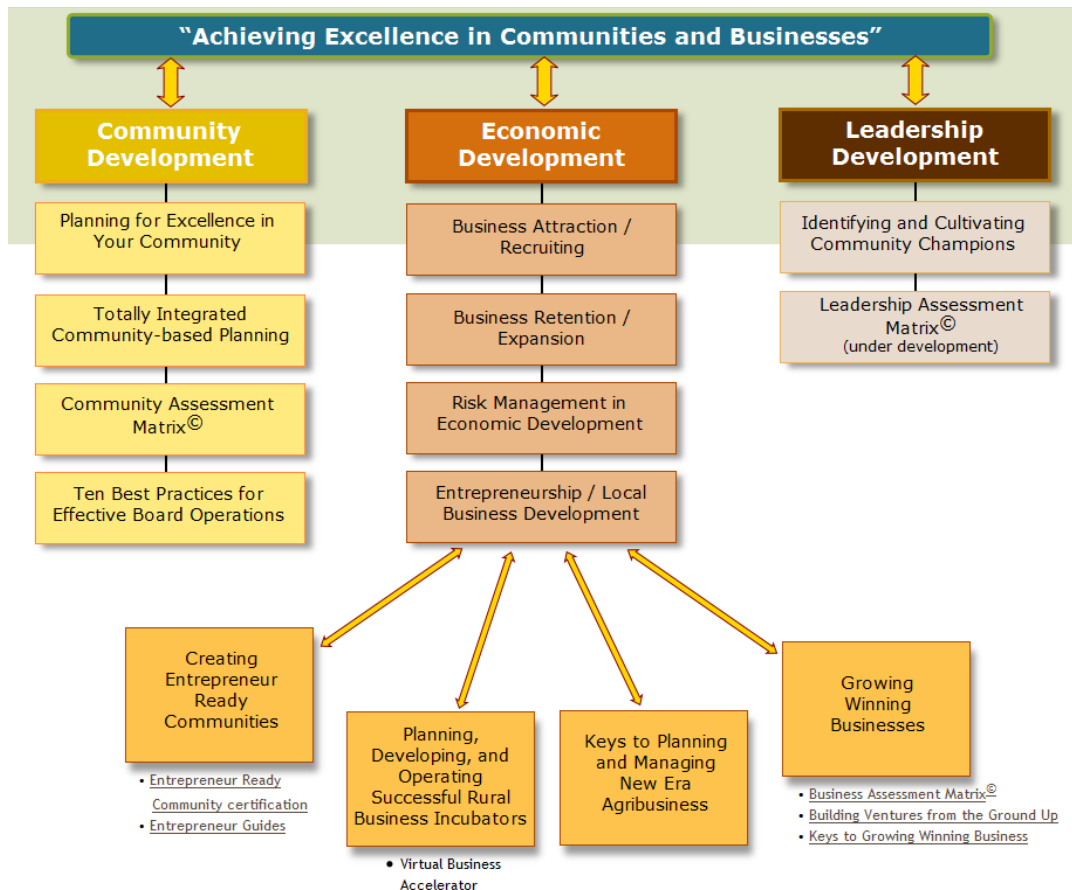 "Achieving Excellence in Communities and Businesses"
Community
Development
Planning for Excellence in
Your Community
Totally Integrated
Community-based Planning
Community Assessment
Matrix©
Ten Best Practices for
Effective Board Operations
Economic
Development
Business Attraction /
Recruiting
Business Retention /
Expansion
Risk Management in
Economic Development
Entrepreneurship / Local
Business Development
Leadership
Development
Identifying and Cultivating
Community Champions
Leadership Assessment
Matrix©
(under development)
Creating
Entrepreneur
Ready
Communities
• Entrepreneur Ready
Community certification
• Entrepreneur Guides
Planning,
Developing, and
Operating
Successful Rural
Business Incubators
• Virtual Business
Accelerator
Keys to Planning
and Managing
New Era
Agribusiness
Growing
Winning
Businesses
• Business Assessment Matrix©
• Building Ventures from the Ground Up
• Keys to Growing Winning Business